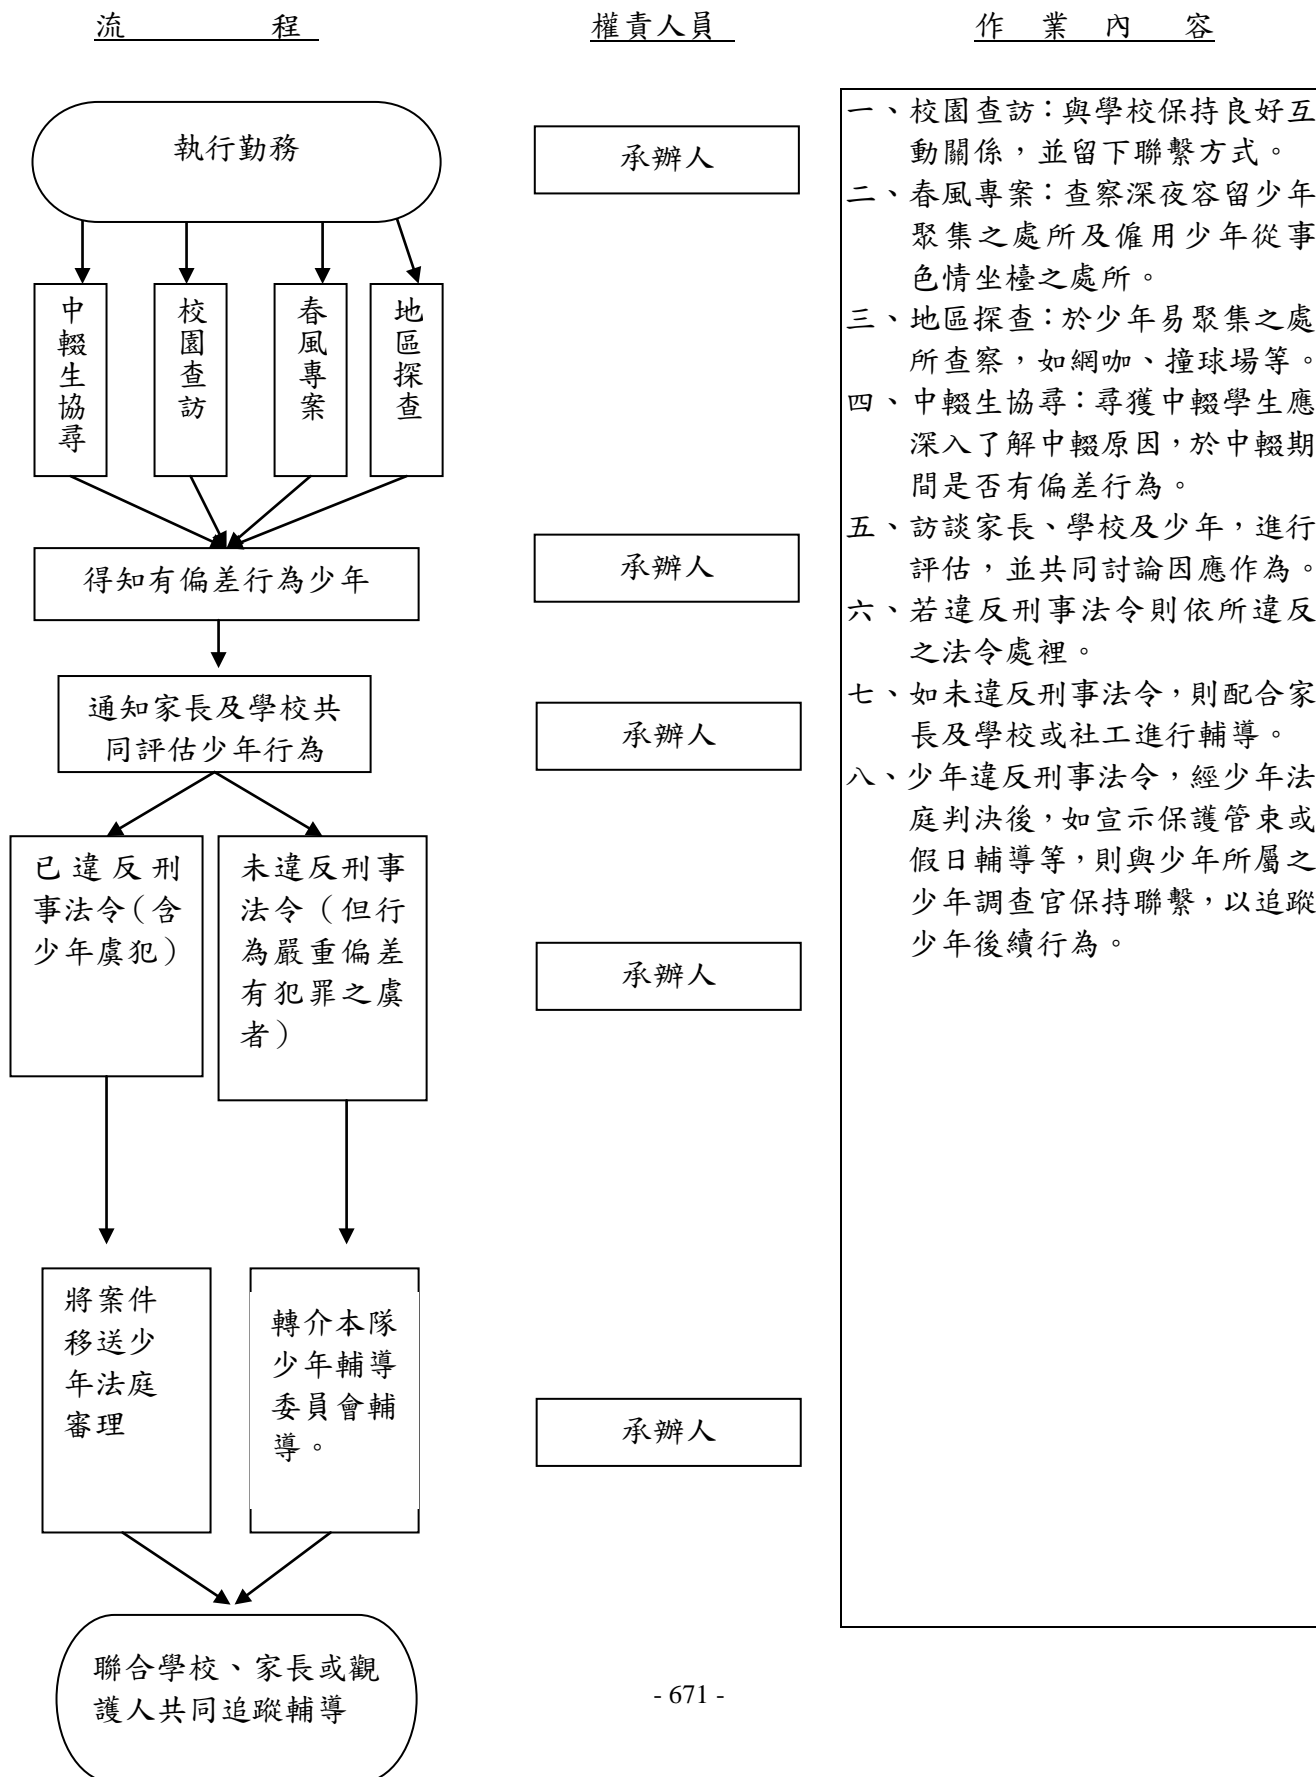 流　　　　程
權責人員
作　業　內　容
執行勤務
承辦人
中輟生協尋
校園查訪
春風專案
地區探查
得知有偏差行為少年
承辦人
通知家長及學校共
同評估少年行為
承辦人
已違反刑
事法令(含
少年虞犯)
未違反刑事
法令（但行
為嚴重偏差
有犯罪之虞
者）
承辦人
將案件
移送少
年法庭
審理
轉介本隊
少年輔導
委員會輔
導。
承辦人
聯合學校、家長或觀
護人共同追蹤輔導
一、校園查訪：與學校保持良好互
動關係，並留下聯繫方式。
二、春風專案：查察深夜容留少年
聚集之處所及僱用少年從事
色情坐檯之處所。
三、地區探查：於少年易聚集之處
所查察，如網咖、撞球場等。
四、中輟生協尋：尋獲中輟學生應
深入了解中輟原因，於中輟期
間是否有偏差行為。
五、訪談家長、學校及少年，進行
評估，並共同討論因應作為。
六、若違反刑事法令則依所違反
之法令處裡。
七、如未違反刑事法令，則配合家
長及學校或社工進行輔導。
八、少年違反刑事法令，經少年法
庭判決後，如宣示保護管束或
假日輔導等，則與少年所屬之
少年調查官保持聯繫，以追蹤
少年後續行為。
- 671 -